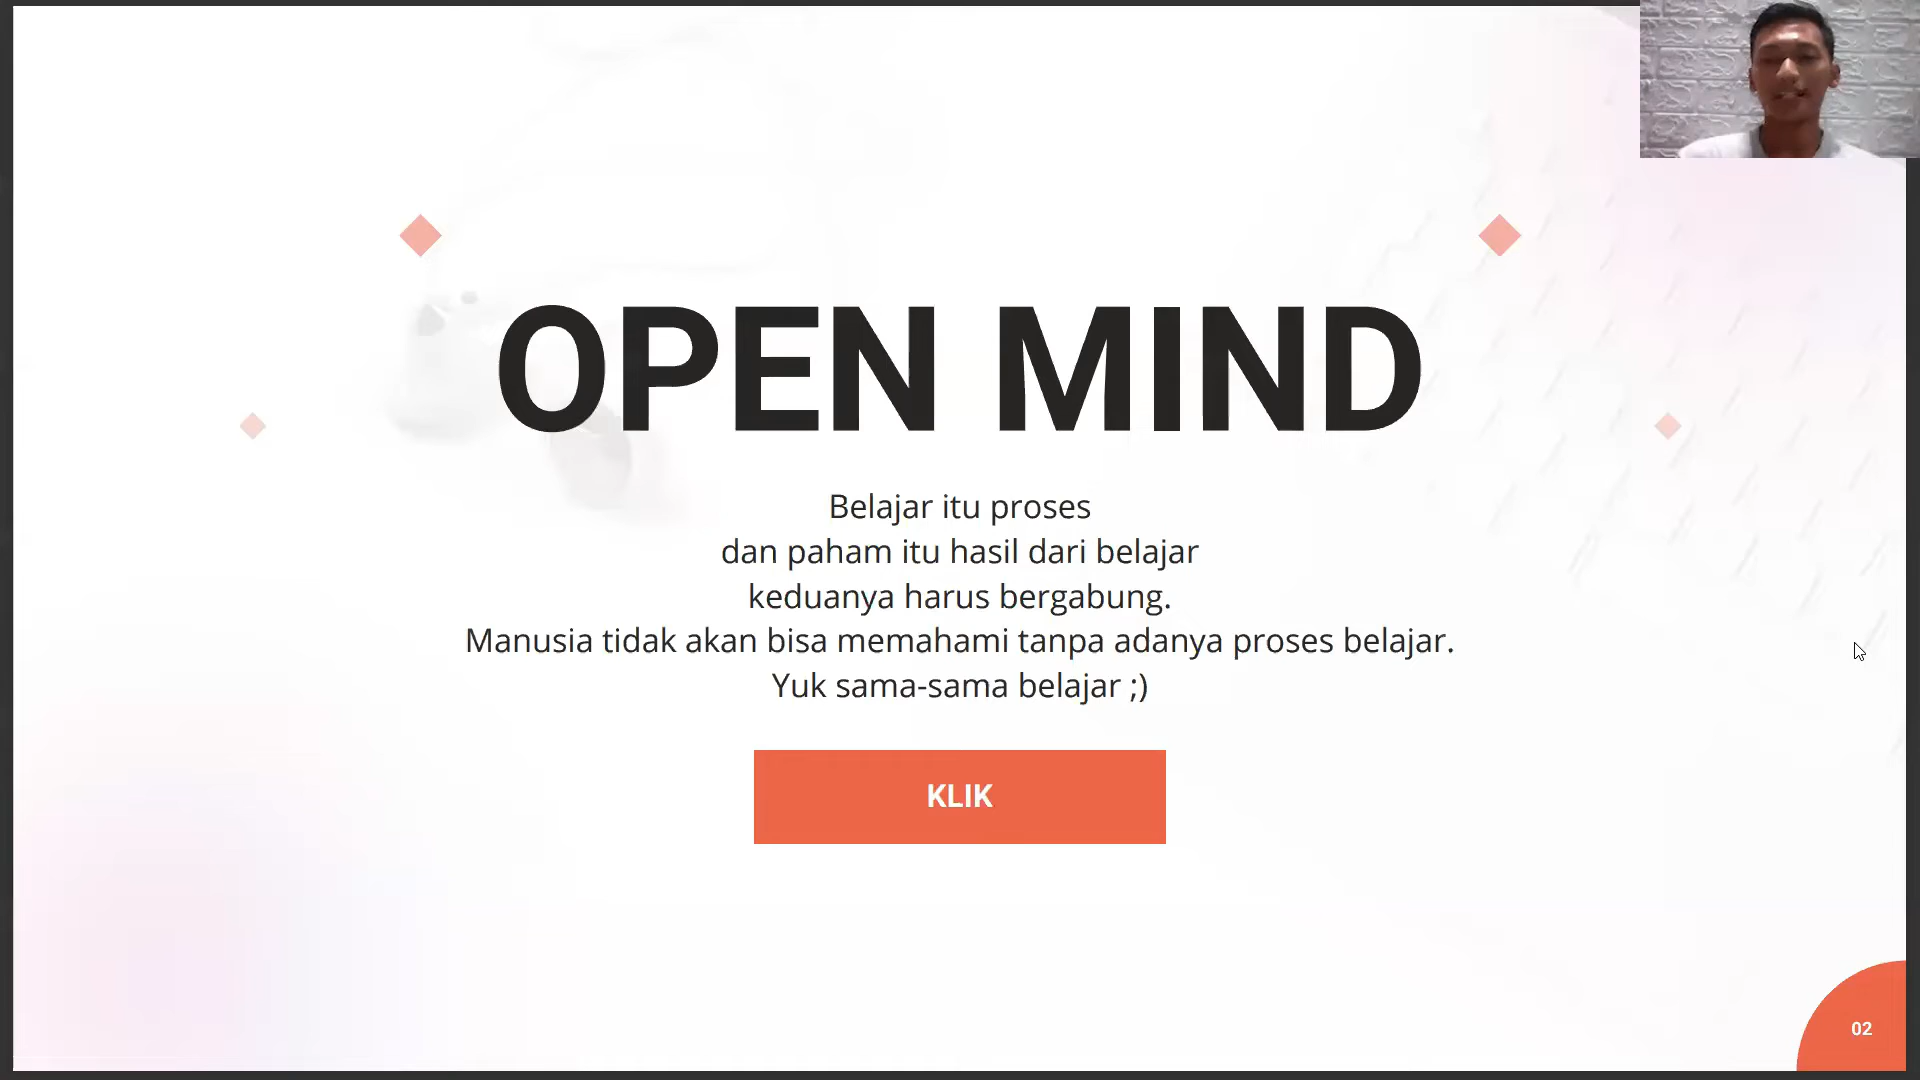 OPEN MIND
Belajar itu proses
dan paham itu hasil dari belajar
keduanya harus bergabung.
Manusia tidak akan bisa memahami tanpa adanya proses belajar.
Yuk sama-sama belajar ;)
KLIK
02